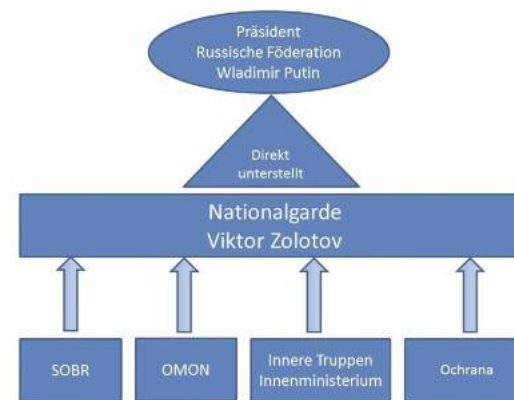 Präsident
Russische Föderation
Wladimir Putin
Direkt
unterstellt
Nationalgarde
Viktor Zolotov
SOBR
OMON
Innere Truppen
Innenministerium
Ochrana